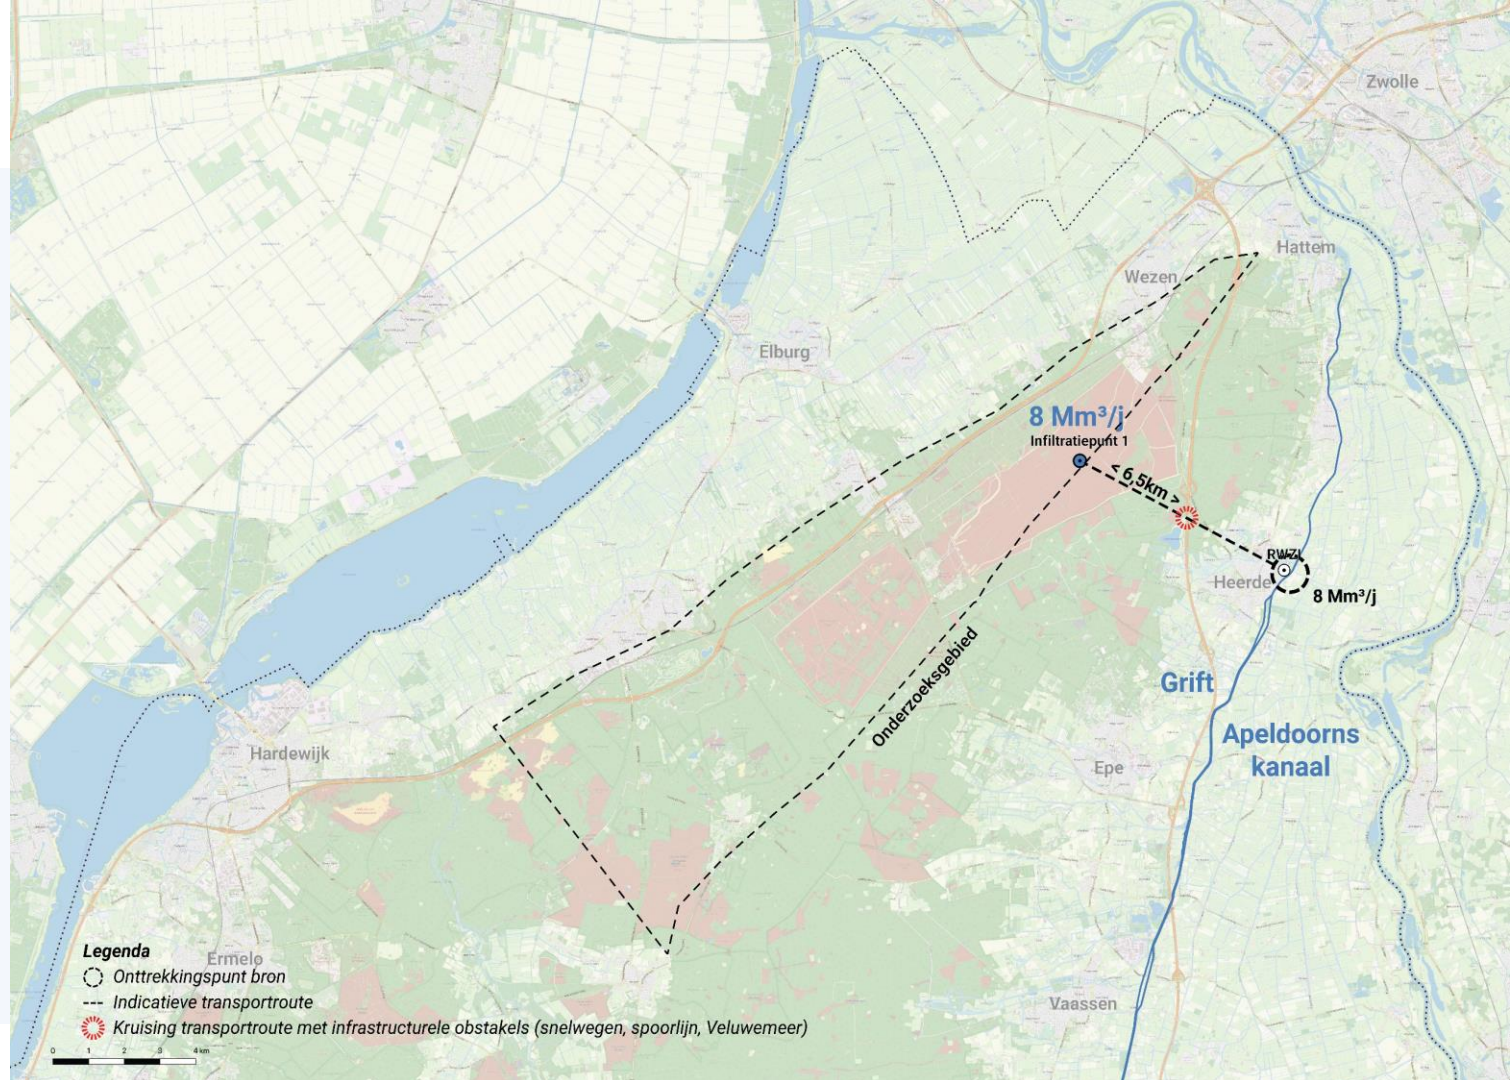 Zwolle
Hattem
Wezen
Elburg
8 Mm³/j
Infiltratiepunt 1
< 6,5km >
RWZI
Heerde
8 Mm³/j
Onderzoeksgebied
Grift
Apeldoorns
kanaal
Hardewijk
Epe
Ermelo
Vaassen
Legenda
Onttrekkingspunt bron
Indicatieve transportroute
Kruising transportroute met infrastructurele obstakels (snelwegen, spoorlijn, Veluwemeer)
0 1 2 3 4 km